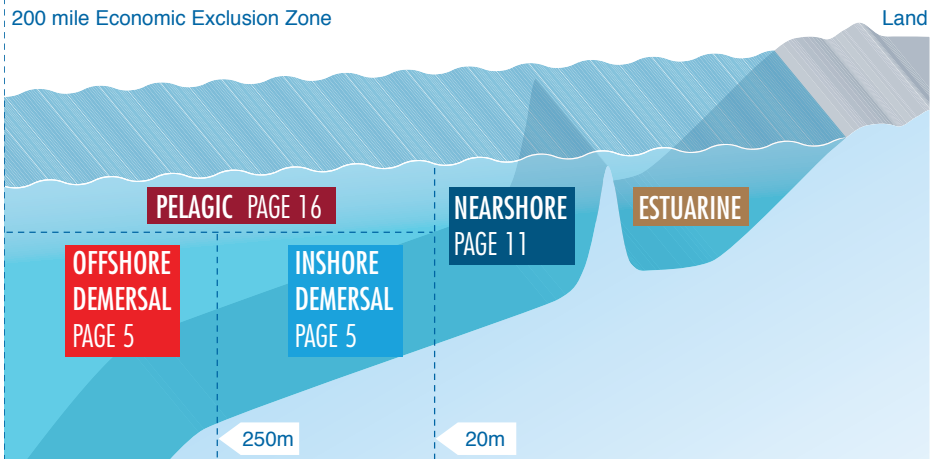 200 mile Economic Exclusion Zone
Land
PELAGIC PAGE 16
NEARSHORE
PAGE 11
ESTUARINE
OFFSHORE
DEMERSAL
PAGE 5
INSHORE
DEMERSAL
PAGE 5
250m
20m